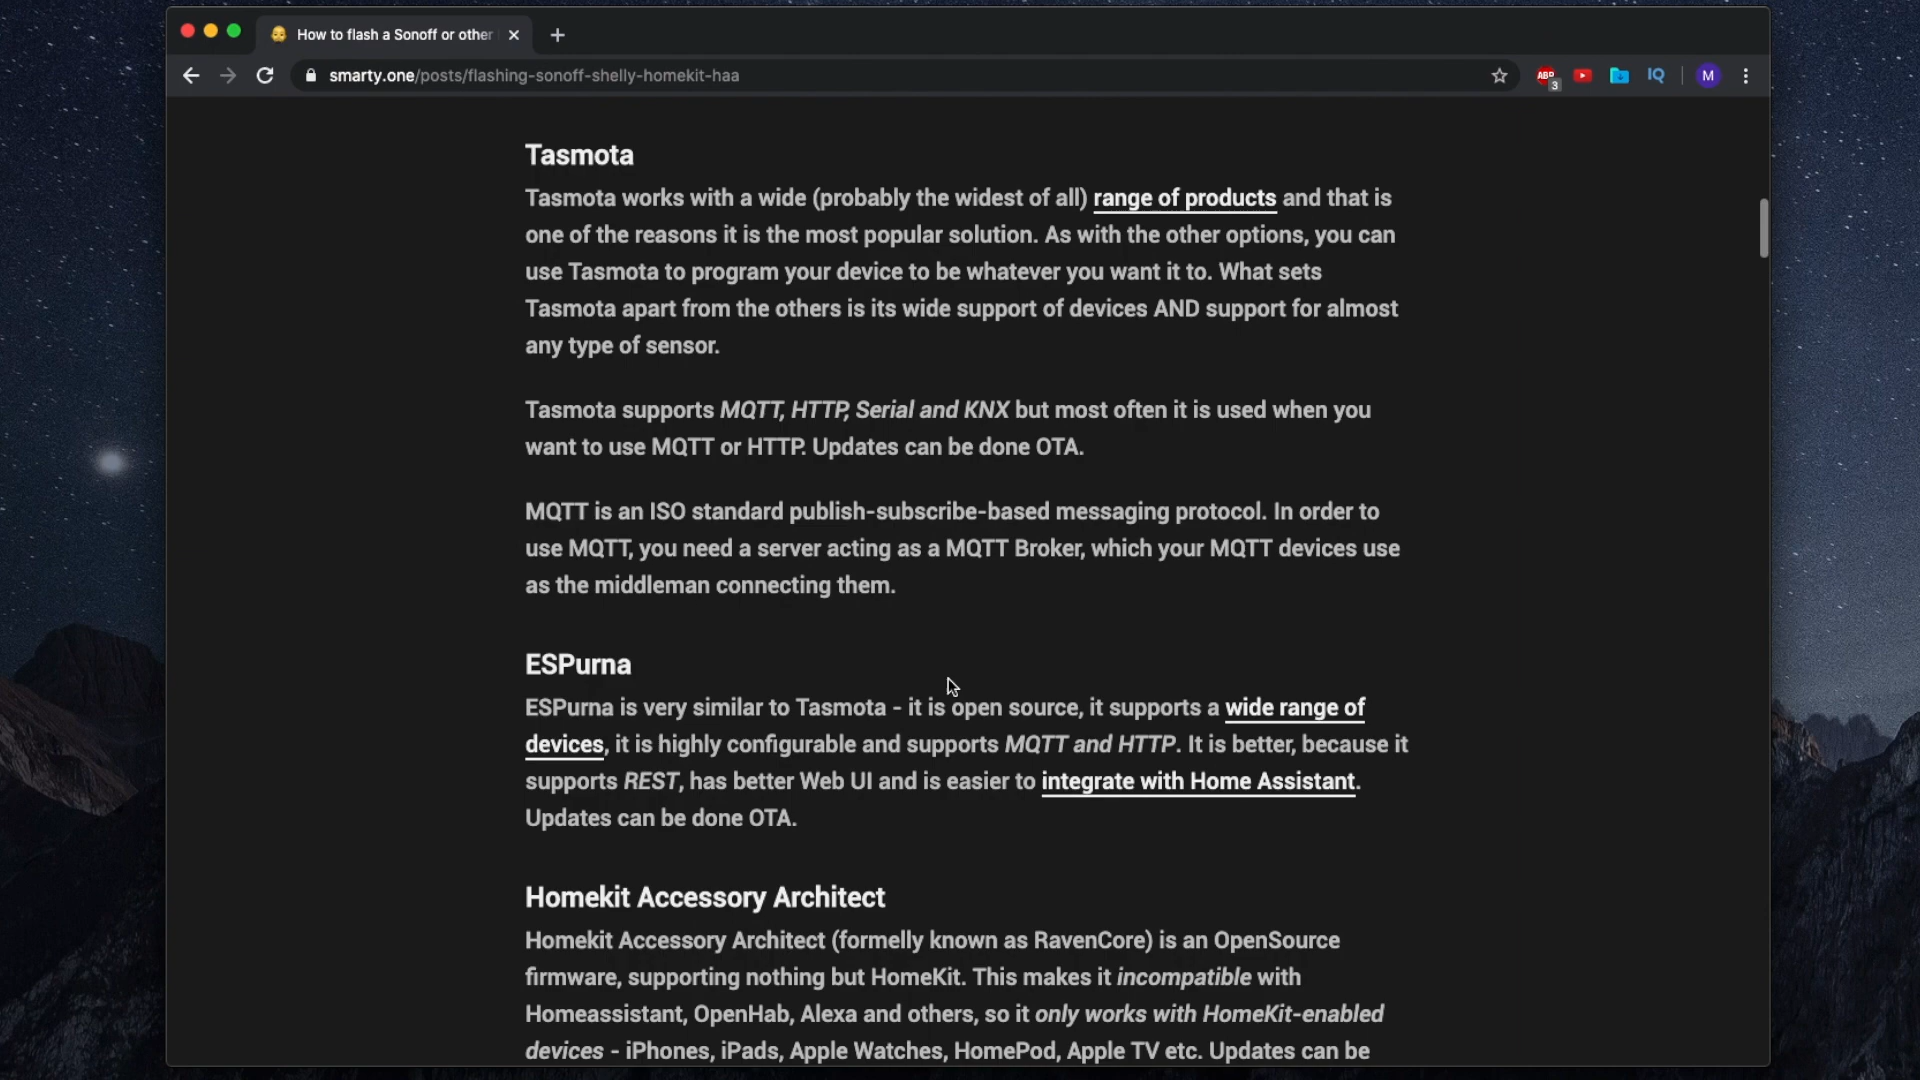 How to flash a Sonoff or other
smarty.one/posts/flashing-sonoff-shelly-homekit-haa
ABP
3
IQ
M
Tasmota
Tasmota works with a wide (probably the widest of all) range of products and that is
one of the reasons it is the most popular solution. As with the other options, you can
use Tasmota to program your device to be whatever you want it to. What sets
Tasmota apart from the others is its wide support of devices AND support for almost
any type of sensor.
Tasmota supports MQTT, HTTP, Serial and KNX but most often it is used when you
want to use MQTT or HTTP. Updates can be done OTA.
MQTT is an ISO standard publish-subscribe-based messaging protocol. In order to
use MQTT, you need a server acting as a MQTT Broker, which your MQTT devices use
as the middleman connecting them.
ESPurna
ESPurna is very similar to Tasmota - it is open source, it supports a wide range of
devices, it is highly configurable and supports MQTT and HTTP. It is better, because it
supports REST, has better Web UI and is easier to integrate with Home Assistant.
Updates can be done OTA.
Homekit Accessory Architect
Homekit Accessory Architect (formelly known as RavenCore) is an OpenSource
firmware, supporting nothing but HomeKit. This makes it incompatible with
Homeassistant, OpenHab, Alexa and others, so it only works with HomeKit-enabled
devices - iPhones, iPads, Apple Watches, HomePod, Apple TV etc. Updates can be